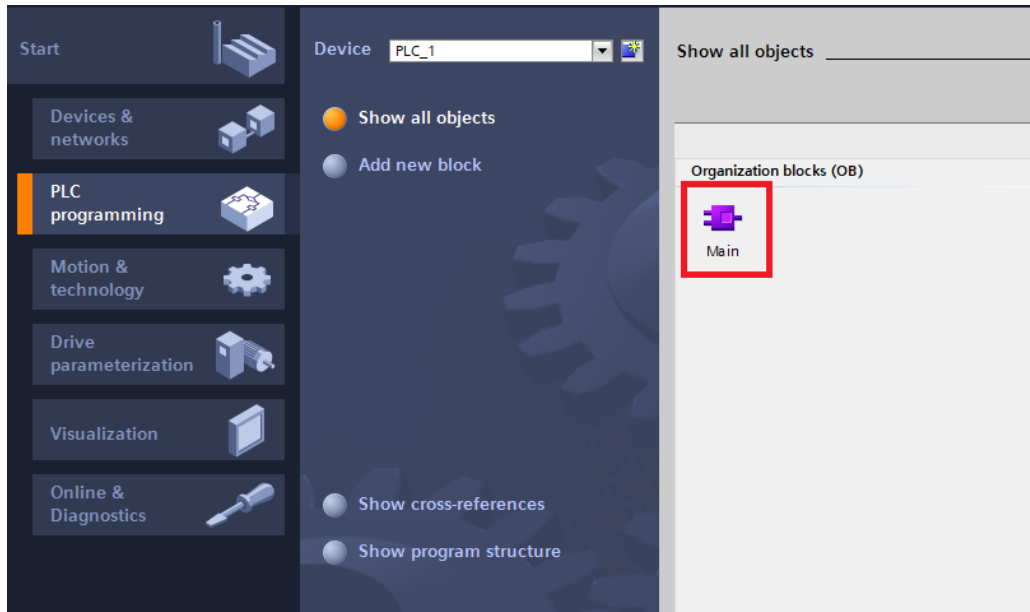 Start
Devices &
networks
PLC
programming
Motion &
technology
Drive
parameterization
Visualization
Online &
Diagnostics
Device PLC_1
Show all objects
Add new block
Show cross-references
Show program structure
Show all objects
Organization blocks (OB)
Main